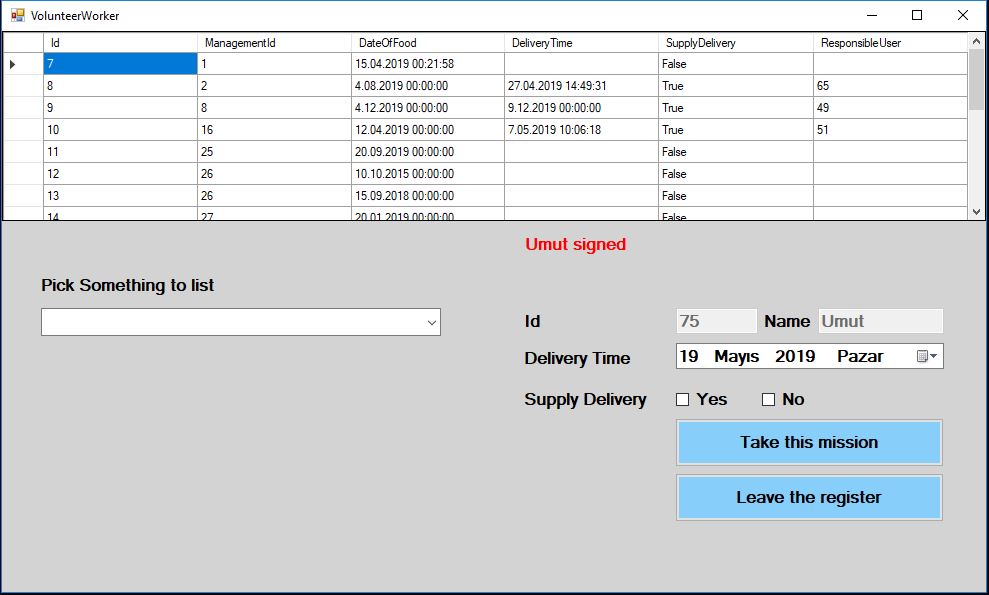 VolunteerWorker
Id ManagementId DateOfFood DeliveryTime SupplyDelivery ResponsibleUser
7 1 15.04.2019 00:21:58 False
8 2 4.08.2019 00:00:00 27.04.2019 14:49:31 True 65
9 8 4.12.2019 00:00:00 9.12.2019 00:00:00 True 49
10 16 12.04.2019 00:00:00 7.05.2019 10:06:18 True 51
11 25 20.09.2019 00:00:00 False
12 26 10.10.2015 00:00:00 False
13 26 15.09.2018 00:00:00 False
14 27 20.01.2019 00:00:00 False
Umut signed
Pick Something to list
Id 75 Name Umut
Delivery Time 19 Mayıs 2019 Pazar
Supply Delivery Yes No
Take this mission
Leave the register